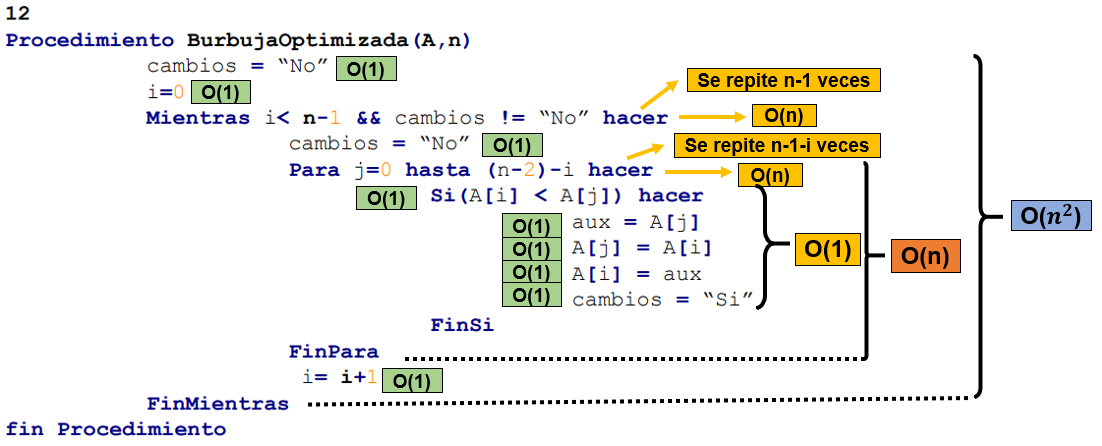 12
Procedimiento BurbujaOptimizada(A,n)
cambios = “No” O(1)
i=0 O(1)
Se repite n-1 veces
Mientras i< n-1 && cambios != “No” hacer O(n)
cambios = “No” O(1)
Se repite n-1-i veces
Para j=0 hasta (n-2)-i hacer O(n)
O(1) Si(A[i] < A[j]) hacer
O(1) aux = A[j]
O(1) A[j] = A[i]
O(1) A[i] = aux
O(1) cambios = “Si”
O(1)
O(n)
O(n²)
FinSi
FinPara
i= i+1 O(1)
FinMientras
fin Procedimiento